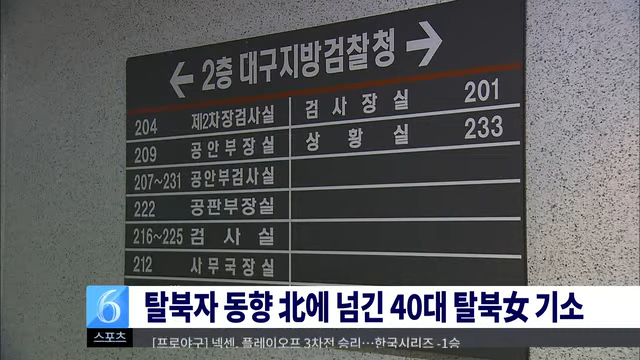 ← 2층 대구지방검찰청 →
204 제2차장검사실
209 공안부장실
207~231 공안부검사실
222 공판부장실
216~225 검 사 실
212 사무국장실
검 사 장 실 201
상 황 실 233
6 탈북자 동향 北에 넘긴 40대 탈북女 기소
스포츠 [프로야구] 넥센, 플레이오프 3차전 승리…한국시리즈 -1승